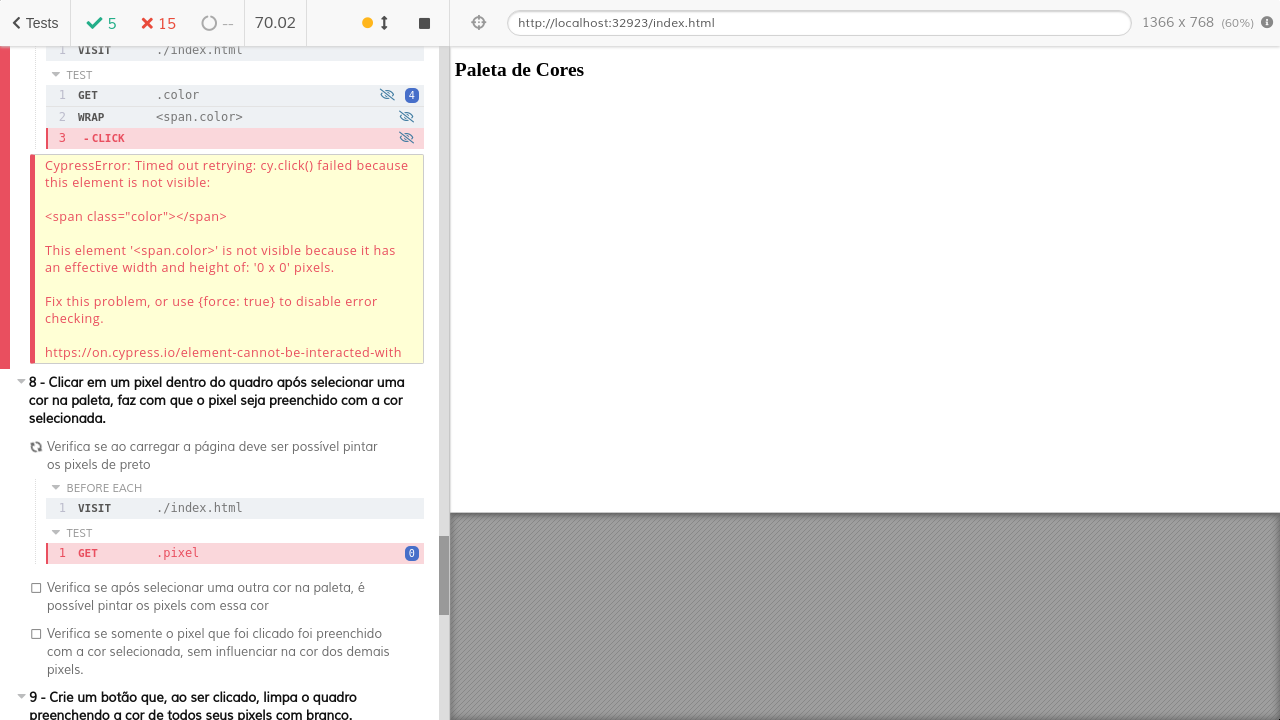 Tests
5
15
--
70.02
http://localhost:32923/index.html
1366 x 768 (60%)
1 VISIT ./index.html
TEST
1 GET .color 4
2 WRAP <span.color>
3 -CLICK
CypressError: Timed out retrying: cy.click() failed because
this element is not visible:
<span class="color"></span>
This element '<span.color>' is not visible because it has
an effective width and height of: '0 x 0' pixels.
Fix this problem, or use {force: true} to disable error
checking.
https://on.cypress.io/element-cannot-be-interacted-with
8 - Clicar em um pixel dentro do quadro após selecionar uma
cor na paleta, faz com que o pixel seja preenchido com a cor
selecionada.
Verifica se ao carregar a página deve ser possível pintar
os pixels de preto
BEFORE EACH
1 VISIT ./index.html
TEST
1 GET .pixel 0
Verifica se após selecionar uma outra cor na paleta, é
possível pintar os pixels com essa cor
Verifica se somente o pixel que foi clicado foi preenchido
com a cor selecionada, sem influenciar na cor dos demais
pixels.
9 - Crie um botão que, ao ser clicado, limpa o quadro
preenchendo a cor de todos seus pixels com branco.
Paleta de Cores